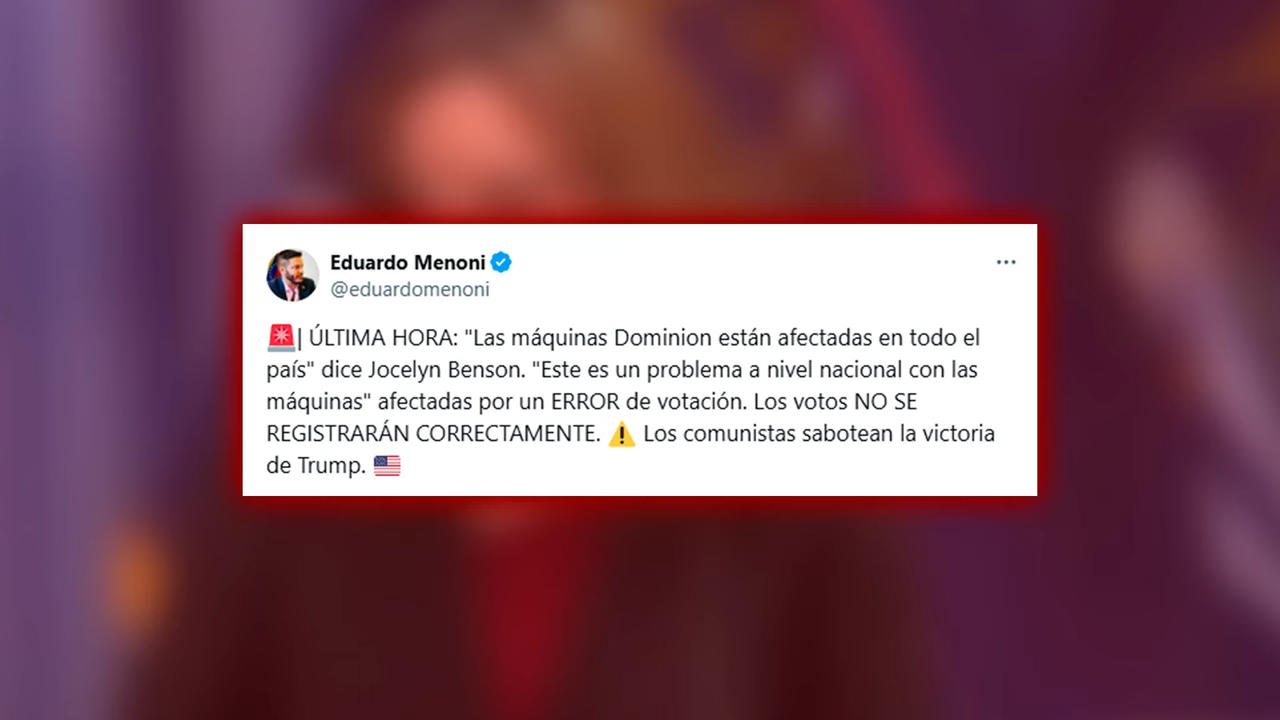 Eduardo Menoni
@eduardomenoni
🚨| ÚLTIMA HORA: "Las máquinas Dominion están afectadas en todo el
país" dice Jocelyn Benson. "Este es un problema a nivel nacional con las
máquinas" afectadas por un ERROR de votación. Los votos NO SE
REGISTRARÁN CORRECTAMENTE. ⚠️ Los comunistas sabotean la victoria
de Trump. 🇺🇸